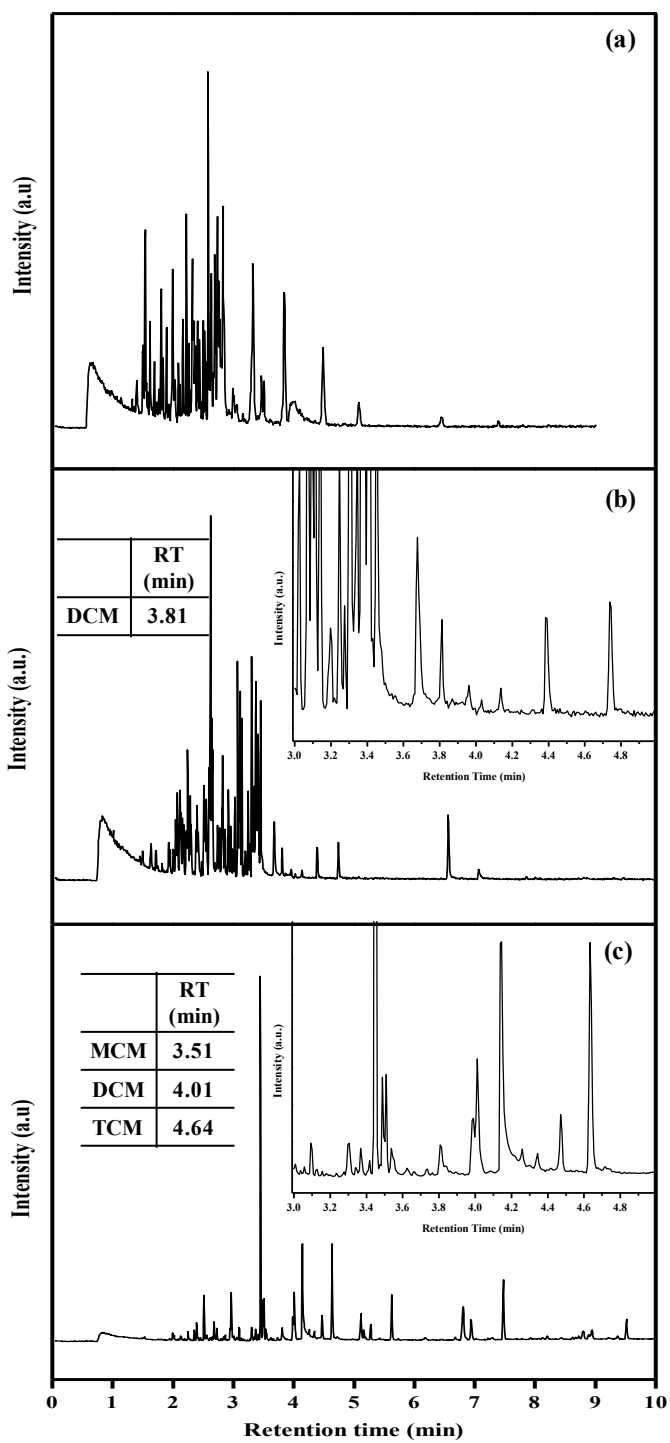 (a)
Intensity (a.u)
(b)
RT
(min)
DCM 3.81
Intensity (a.u.)
3.0 3.2 3.4 3.6 3.8 4.0 4.2 4.4 4.6 4.8
Retention Time (min)
Intensity (a.u.)
(c)
RT
(min)
MCM 3.51
DCM 4.01
TCM 4.64
Intensity (a.u.)
3.0 3.2 3.4 3.6 3.8 4.0 4.2 4.4 4.6 4.8
Retention Time (min)
Intensity (a.u)
0 1 2 3 4 5 6 7 8 9 10
Retention time (min)